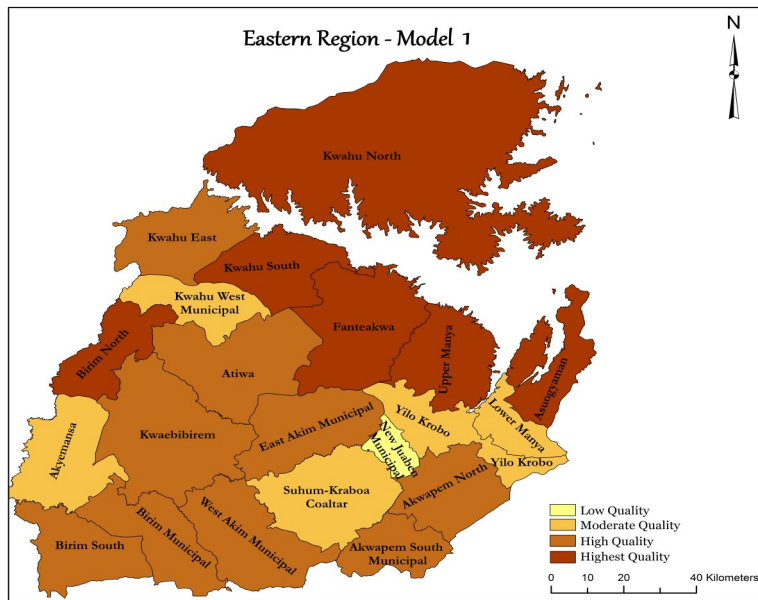 Eastern Region - Model 1
N
Kwahu North
Kwahu East
Kwahu South
Kwahu West
Municipal
Fanteakwa
Birim North
Upper Manya
Asuogyaman
Atiwa
Lower Manya
Yilo Krobo
East Akim Municipal
Kwaebibirem
New Juaben
Municipal
Akyemansa
Yilo Krobo
Akwapem North
Suhum-Kraboa
Coaltar
West Akim Municipal
Birim Municipal
Birim South
Akwapem South
Municipal
Low Quality
Moderate Quality
High Quality
Highest Quality
0 10 20 40 Kilometers